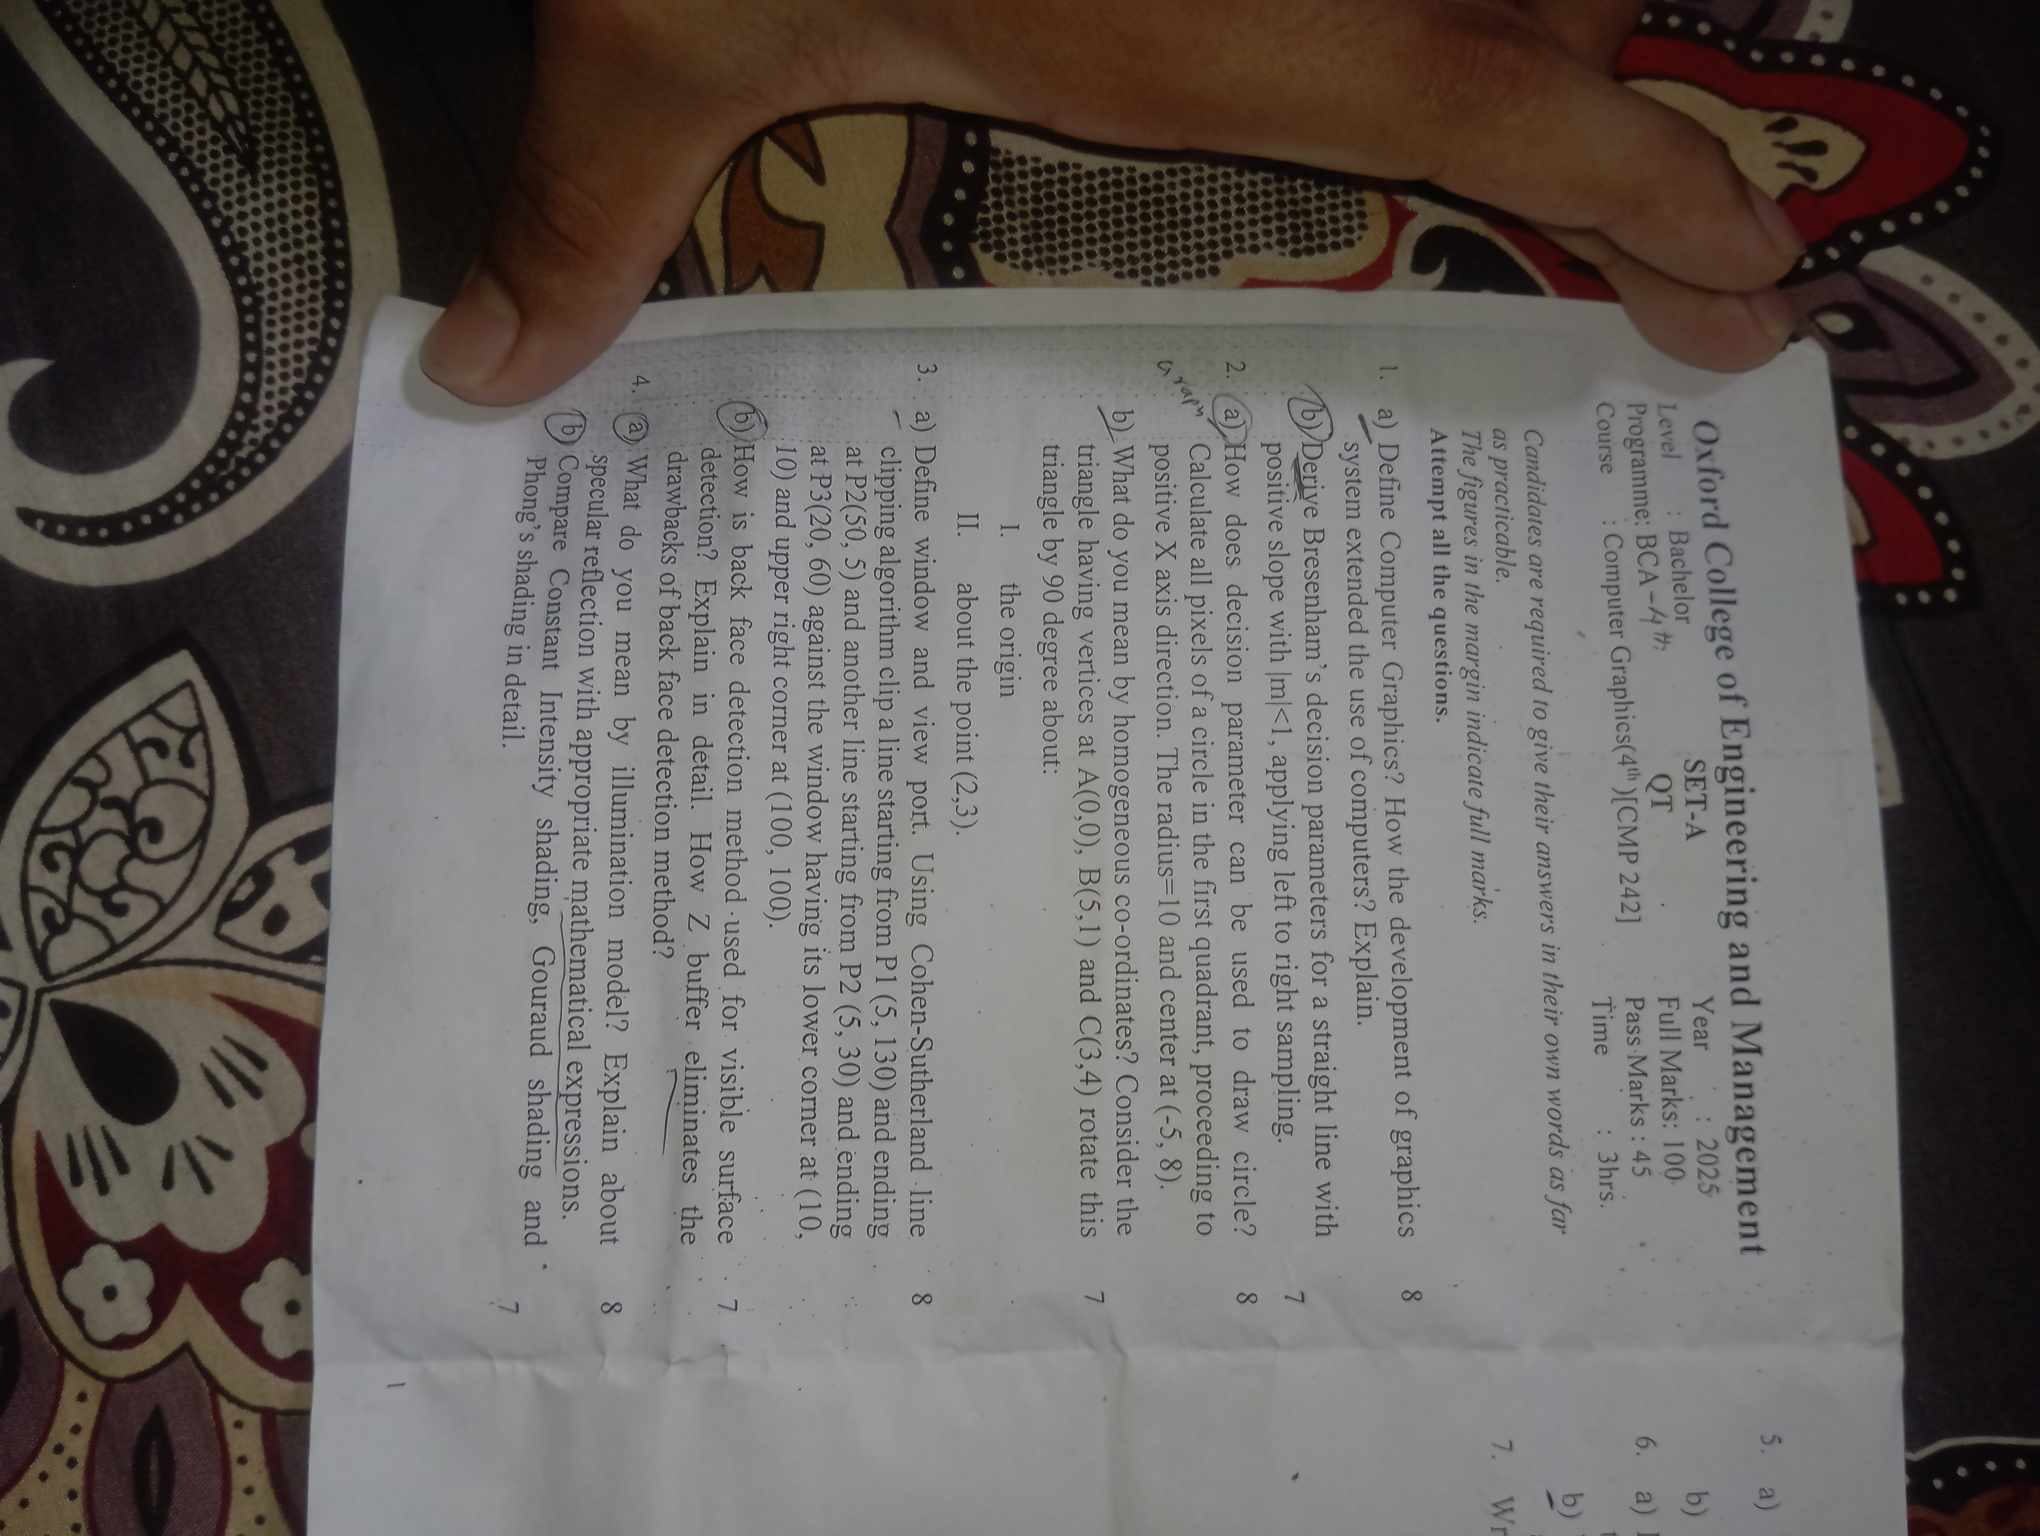 Oxford College of Engineering and Management
Level : Bachelor SET-A Year : 2025
Programme: BCA-4th QT Full Marks: 100
Course : Computer Graphics(4th)[CMP 242] Pass Marks : 45
Time : 3hrs.
Candidates are required to give their answers in their own words as far
as practicable.
The figures in the margin indicate full marks.
Attempt all the questions.
1. a) Define Computer Graphics? How the development of graphics 8
system extended the use of computers? Explain.
b) Derive Bresenham's decision parameters for a straight line with
positive slope with |m|<1, applying left to right sampling. 7
2. a) How does decision parameter can be used to draw circle? 8
Graph
Calculate all pixels of a circle in the first quadrant, proceeding to
positive X axis direction. The radius=10 and center at (-5, 8).
b) What do you mean by homogeneous co-ordinates? Consider the
triangle having vertices at A(0,0), B(5,1) and C(3,4) rotate this 7
triangle by 90 degree about:
I. the origin
II. about the point (2,3).
3. a) Define window and view port. Using Cohen-Sutherland line 8
clipping algorithm clip a line starting from P1 (5, 130) and ending
at P2(50, 5) and another line starting from P2 (5, 30) and ending
at P3(20, 60) against the window having its lower corner at (10,
10) and upper right corner at (100, 100).
b) How is back face detection method used for visible surface 7
detection? Explain in detail. How Z buffer eliminates the
drawbacks of back face detection method?
4. a) What do you mean by illumination model? Explain about 8
specular reflection with appropriate mathematical expressions.
b) Compare Constant Intensity shading, Gouraud shading and
Phong's shading in detail. 7
5. a)
b)
6. a)
b)
7. Wr
1